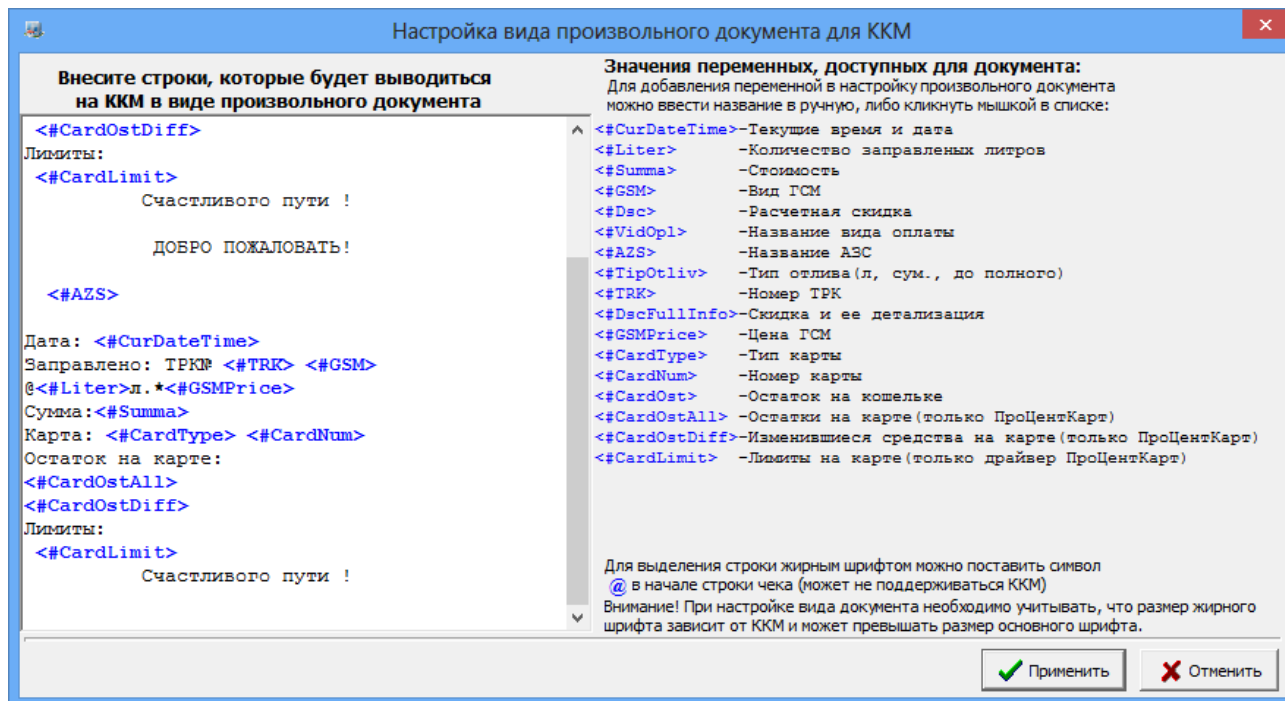 Настройка вида произвольного документа для ККМ
Внесите строки, которые будет выводиться
на ККМ в виде произвольного документа
<#CardOstDiff>
Лимиты:
<#CardLimit>
Счастливого пути !
ДОБРО ПОЖАЛОВАТЬ!
<#AZS>
Дата: <#CurDateTime>
Заправлено: ТРК№ <#TRK> <#GSM>
@<#Liter>л.*<#GSMPrice>
Сумма:<#Summa>
Карта: <#CardType> <#CardNum>
Остаток на карте:
<#CardOstAll>
<#CardOstDiff>
Лимиты:
<#CardLimit>
Счастливого пути !
Значения переменных, доступных для документа:
Для добавления переменной в настройку произвольного документа
можно ввести название в ручную, либо кликнуть мышкой в списке:
<#CurDateTime>-Текущие время и дата
<#Liter> -Количество заправленых литров
<#Summa> -Стоимость
<#GSM> -Вид ГСМ
<#Dsc> -Расчетная скидка
<#VidOpl> -Название вида оплаты
<#AZS> -Название АЗС
<#TipOtliv> -Тип отлива(л, сум., до полного)
<#TRK> -Номер ТРК
<#DscFullInfo>-Скидка и ее детализация
<#GSMPrice> -Цена ГСМ
<#CardType> -Тип карты
<#CardNum> -Номер карты
<#CardOst> -Остаток на кошельке
<#CardOstAll> -Остатки на карте(только ПроЦентКарт)
<#CardOstDiff>-Изменившиеся средства на карте(только ПроЦентКарт)
<#CardLimit> -Лимиты на карте(только драйвер ПроЦентКарт)
Для выделения строки жирным шрифтом можно поставить символ
@ в начале строки чека (может не поддерживаться ККМ)
Внимание! При настройке вида документа необходимо учитывать, что размер жирного
шрифта зависит от ККМ и может превышать размер основного шрифта.
Применить
Отменить